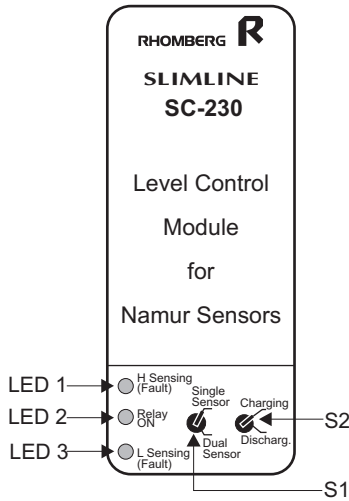 RHOMBERG R
SLIMLINE
SC-230
Level Control
Module
for
Namur Sensors
LED 1
H Sensing
(Fault)
LED 2
Relay
ON
LED 3
L Sensing
(Fault)
Single
Sensor
Dual
Sensor
Charging
Discharg.
S2
S1